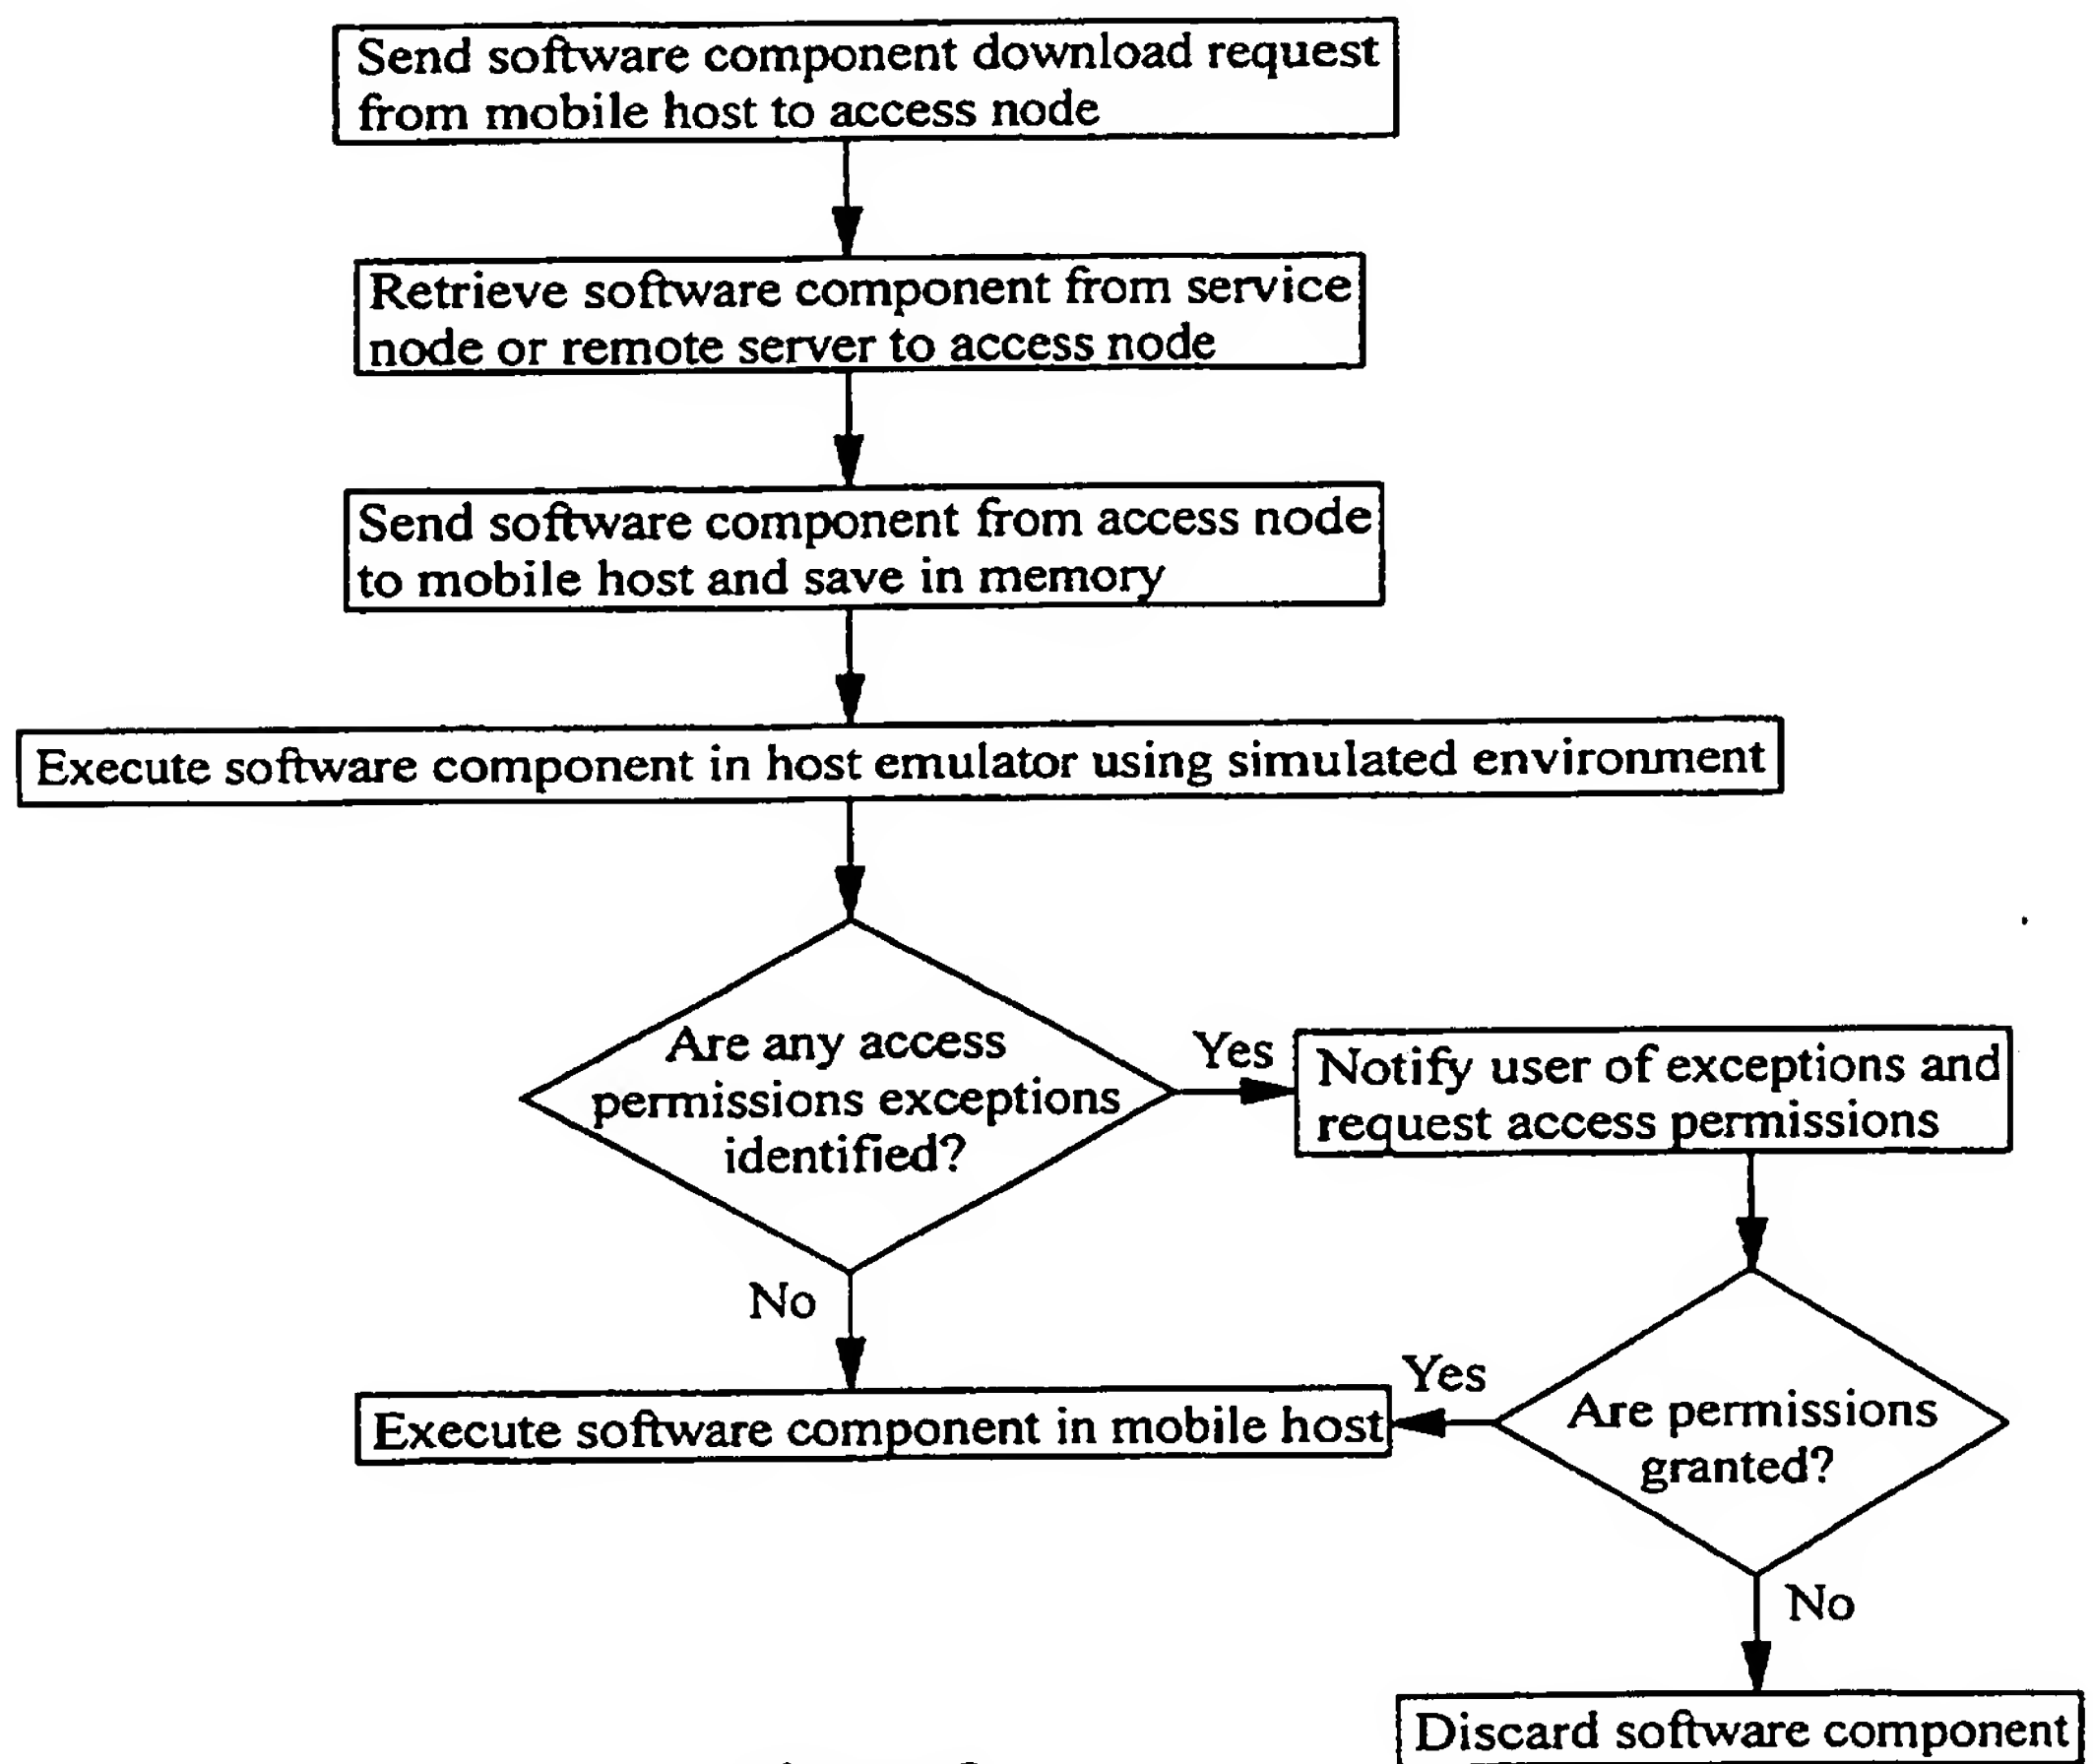 Send software component download request
from mobile host to access node
Retrieve software component from service
node or remote server to access node
Send software component from access node
to mobile host and save in memory
Execute software component in host emulator using simulated environment
Are any access
permissions exceptions
identified?
Yes
Notify user of exceptions and
request access permissions
No
Execute software component in mobile host
Yes
Are permissions
granted?
No
Discard software component